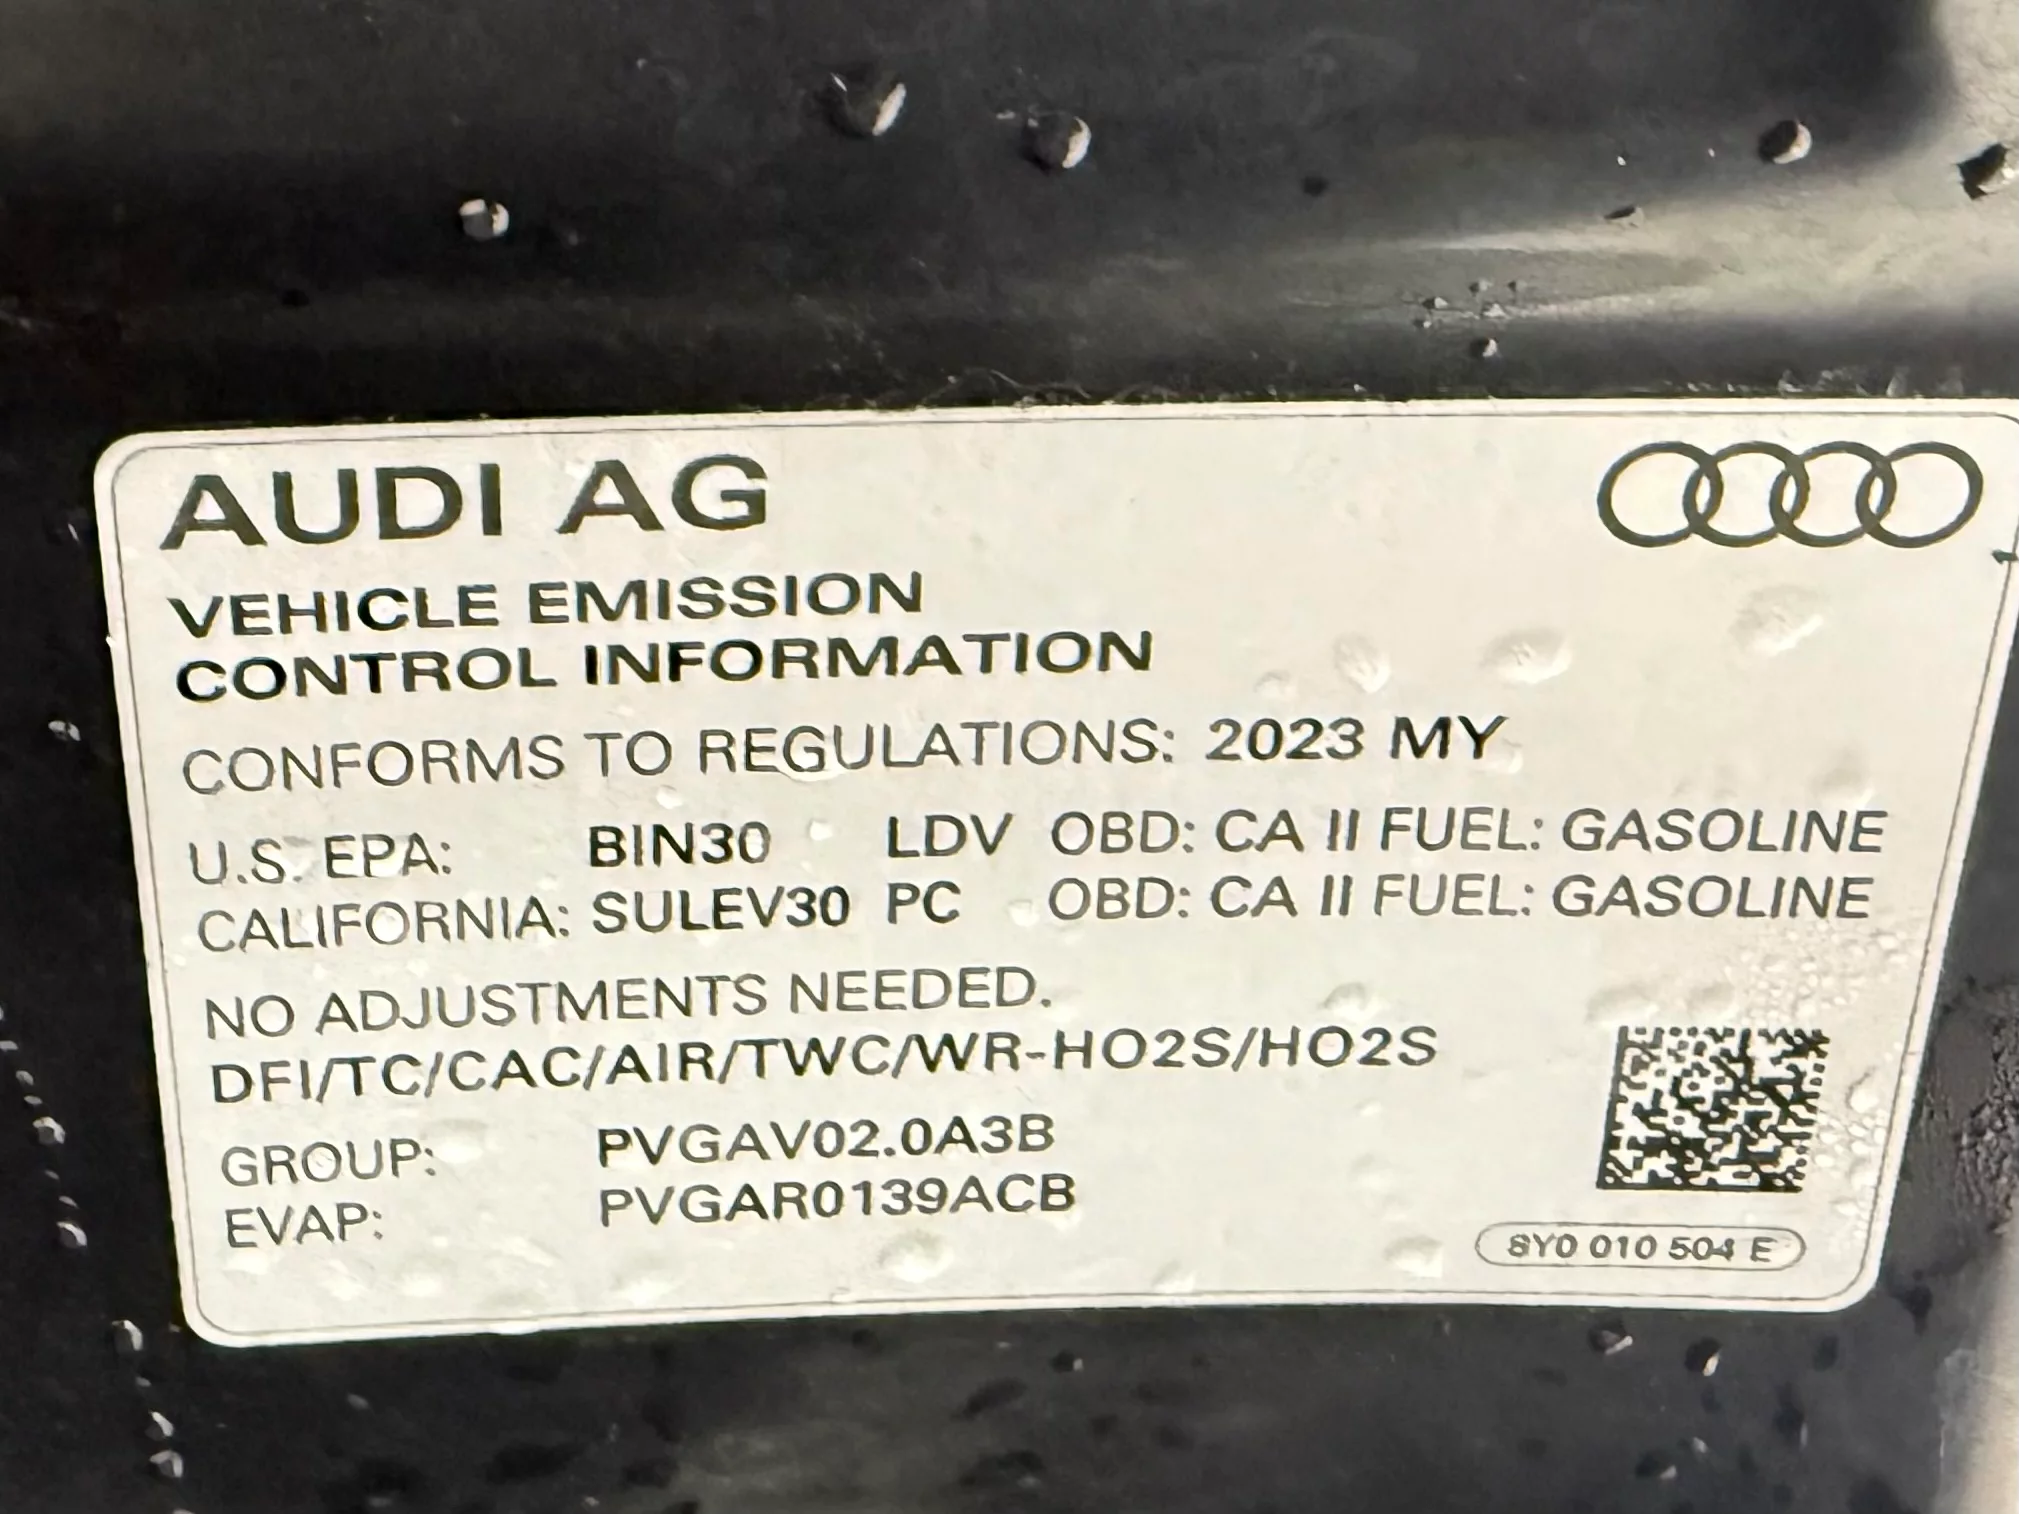 AUDI AG
VEHICLE EMISSION
CONTROL INFORMATION
CONFORMS TO REGULATIONS: 2023 MY
U.S. EPA: BIN30 LDV OBD: CA II FUEL: GASOLINE
CALIFORNIA: SULEV30 PC OBD: CA II FUEL: GASOLINE
NO ADJUSTMENTS NEEDED.
DFI/TC/CAC/AIR/TWC/WR-HO2S/HO2S
GROUP: PVGAV02.0A3B
EVAP: PVGAR0139ACB
8Y0 010 504 E